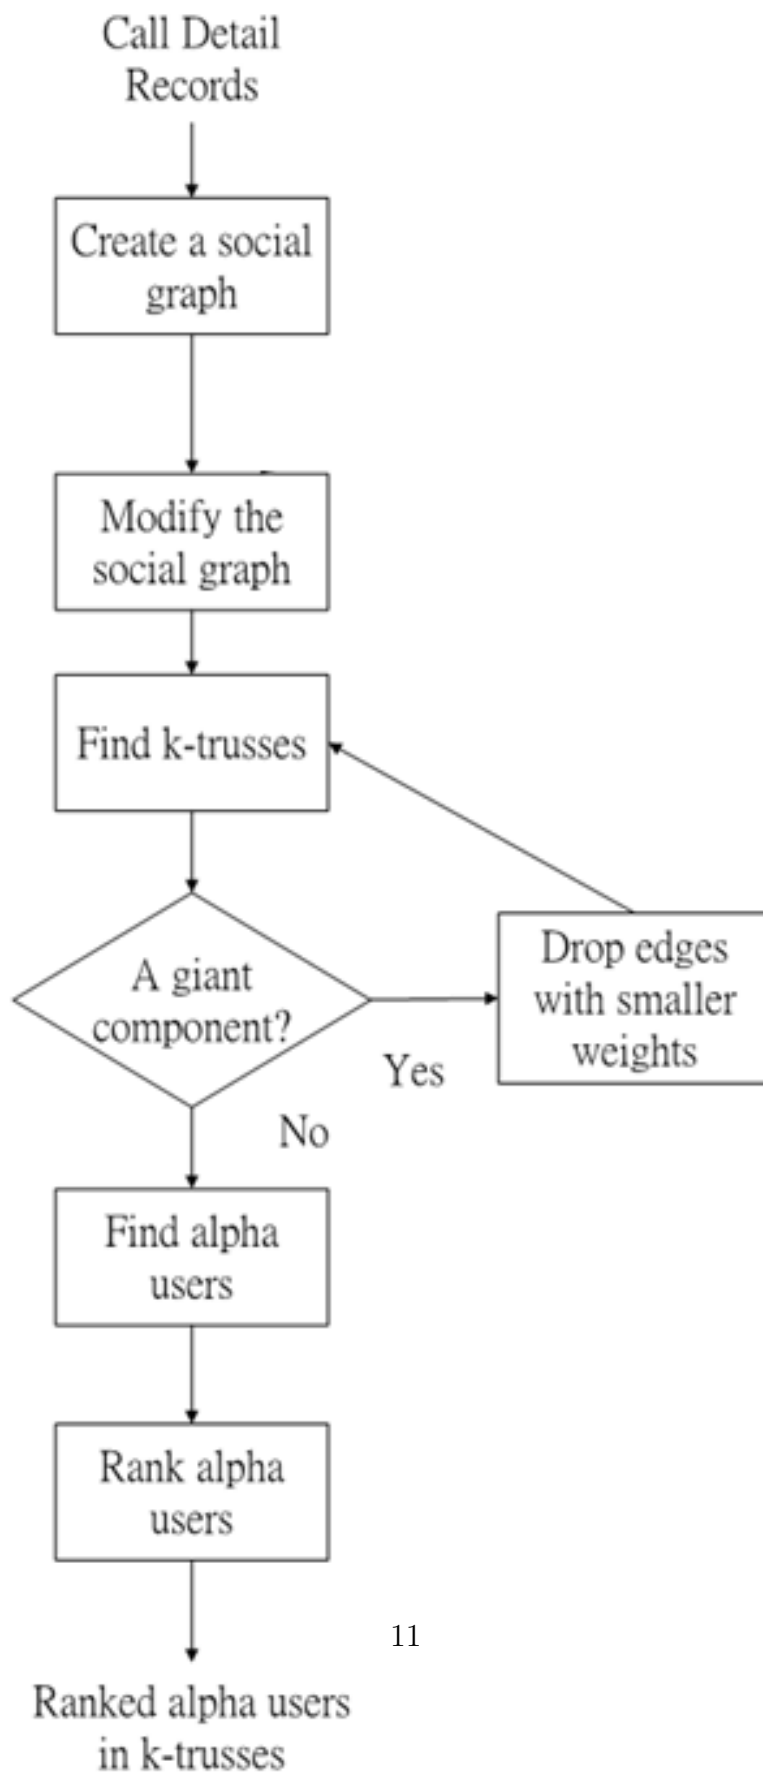 Call Detail
Records
Create a social
graph
Modify the
social graph
Find k-trusses
A giant
component?
Yes
Drop edges
with smaller
weights
No
Find alpha
users
Rank alpha
users
11
Ranked alpha users
in k-trusses